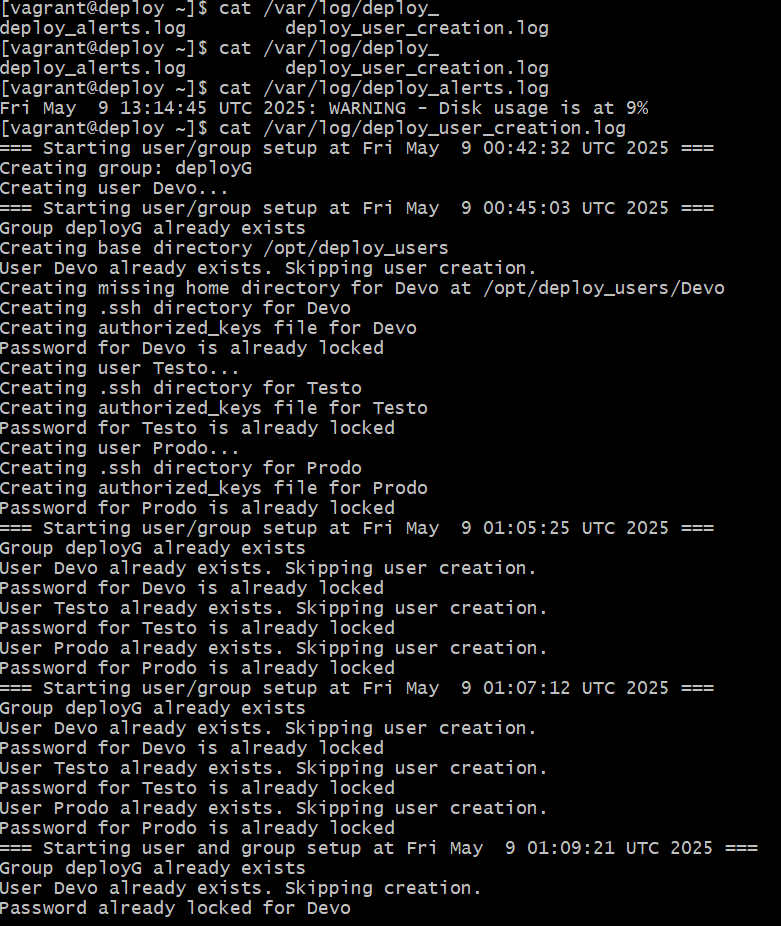 [vagrant@deploy ~]$ cat /var/log/deploy_
deploy_alerts.log         deploy_user_creation.log
[vagrant@deploy ~]$ cat /var/log/deploy_
deploy_alerts.log         deploy_user_creation.log
[vagrant@deploy ~]$ cat /var/log/deploy_alerts.log
Fri May  9 13:14:45 UTC 2025: WARNING - Disk usage is at 9%
[vagrant@deploy ~]$ cat /var/log/deploy_user_creation.log
=== Starting user/group setup at Fri May  9 00:42:32 UTC 2025 ===
Creating group: deployG
Creating user Devo...
=== Starting user/group setup at Fri May  9 00:45:03 UTC 2025 ===
Group deployG already exists
Creating base directory /opt/deploy_users
User Devo already exists. Skipping user creation.
Creating missing home directory for Devo at /opt/deploy_users/Devo
Creating .ssh directory for Devo
Creating authorized_keys file for Devo
Password for Devo is already locked
Creating user Testo...
Creating .ssh directory for Testo
Creating authorized_keys file for Testo
Password for Testo is already locked
Creating user Prodo...
Creating .ssh directory for Prodo
Creating authorized_keys file for Prodo
Password for Prodo is already locked
=== Starting user/group setup at Fri May  9 01:05:25 UTC 2025 ===
Group deployG already exists
User Devo already exists. Skipping user creation.
Password for Devo is already locked
User Testo already exists. Skipping user creation.
Password for Testo is already locked
User Prodo already exists. Skipping user creation.
Password for Prodo is already locked
=== Starting user/group setup at Fri May  9 01:07:12 UTC 2025 ===
Group deployG already exists
User Devo already exists. Skipping user creation.
Password for Devo is already locked
User Testo already exists. Skipping user creation.
Password for Testo is already locked
User Prodo already exists. Skipping user creation.
Password for Prodo is already locked
=== Starting user and group setup at Fri May  9 01:09:21 UTC 2025 ===
Group deployG already exists
User Devo already exists. Skipping creation.
Password already locked for Devo